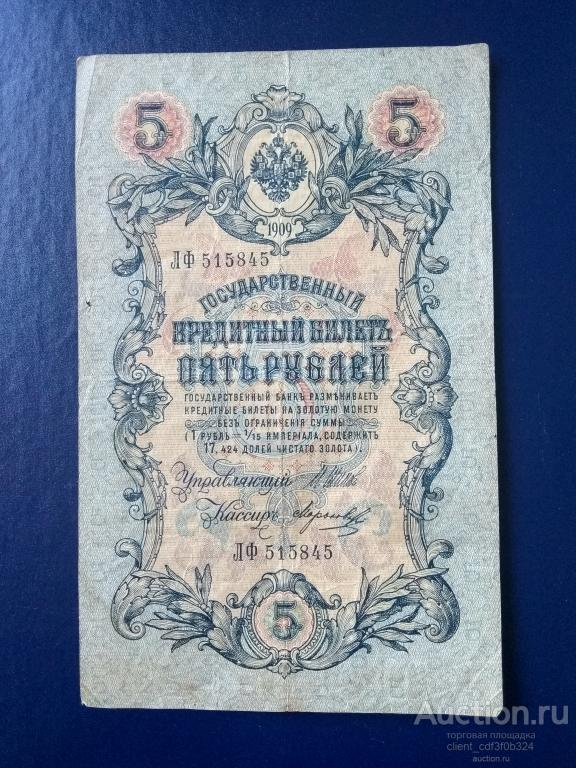 5 5
1909
ЛФ 515845
ГОСУДАРСТВЕННЫЙ
КРЕДИТНЫЙ БИЛЕТЪ
ПЯТЬ РУБЛЕЙ
ГОСУДАРСТВЕННЫЙ БАНКЪ РАЗМѢНИВАЕТЪ
КРЕДИТНЫЕ БИЛЕТЫ НА ЗОЛОТУЮ МОНЕТУ
БЕЗЪ ОГРАНИЧЕНІЯ СУММЫ
(1 РУБЛЬ = 1/15 ИМПЕРІАЛА, СОДЕРЖИТЪ
17,424 ДОЛЕЙ ЧИСТАГО ЗОЛОТА).
Управляющій
Кассиръ
ЛФ 515845
5
Auction.ru
торговая площадка
client_cdf3f0b324
auction.ru